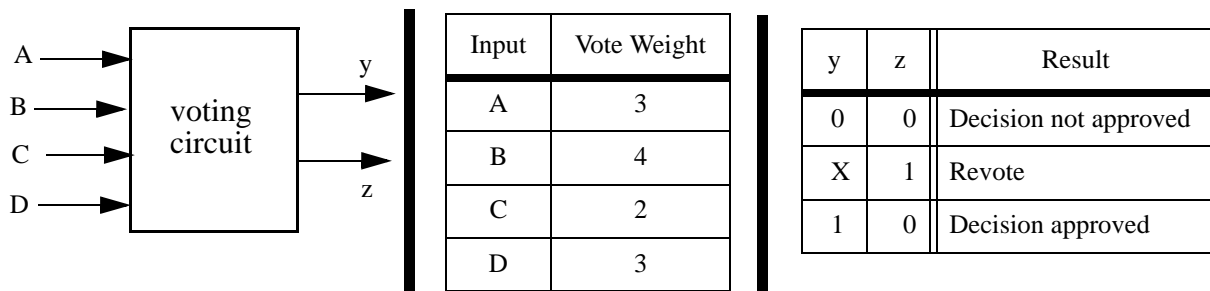 A
B
C
D
voting
circuit
y
z
Input Vote Weight
A 3
B 4
C 2
D 3
y z Result
0 0 Decision not approved
X 1 Revote
1 0 Decision approved